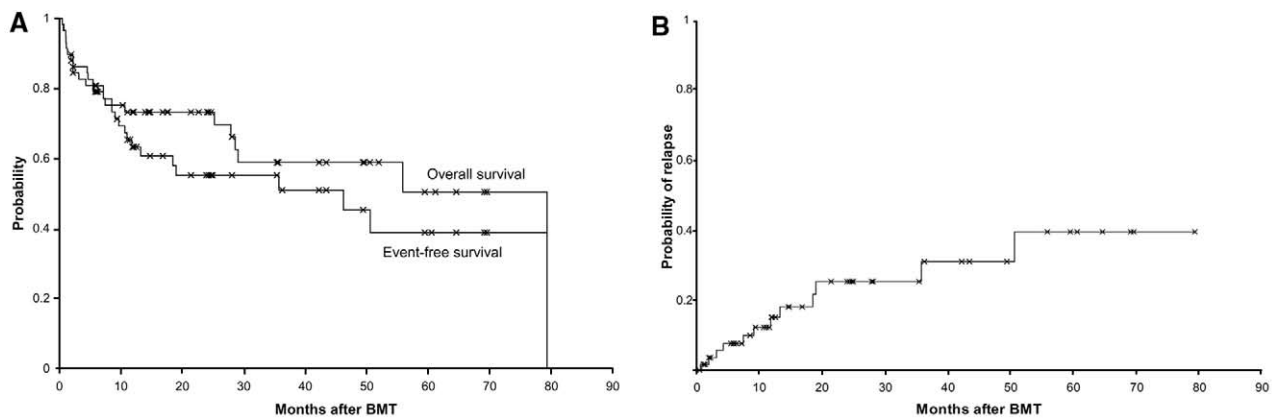 A
1
0.8
0.6
0.4
0.2
0
Probability
Overall survival
Event-free survival
0 10 20 30 40 50 60 70 80 90
Months after BMT
B
1
0.8
0.6
0.4
0.2
Probability of relapse
0 10 20 30 40 50 60 70 80 90
Months after BMT